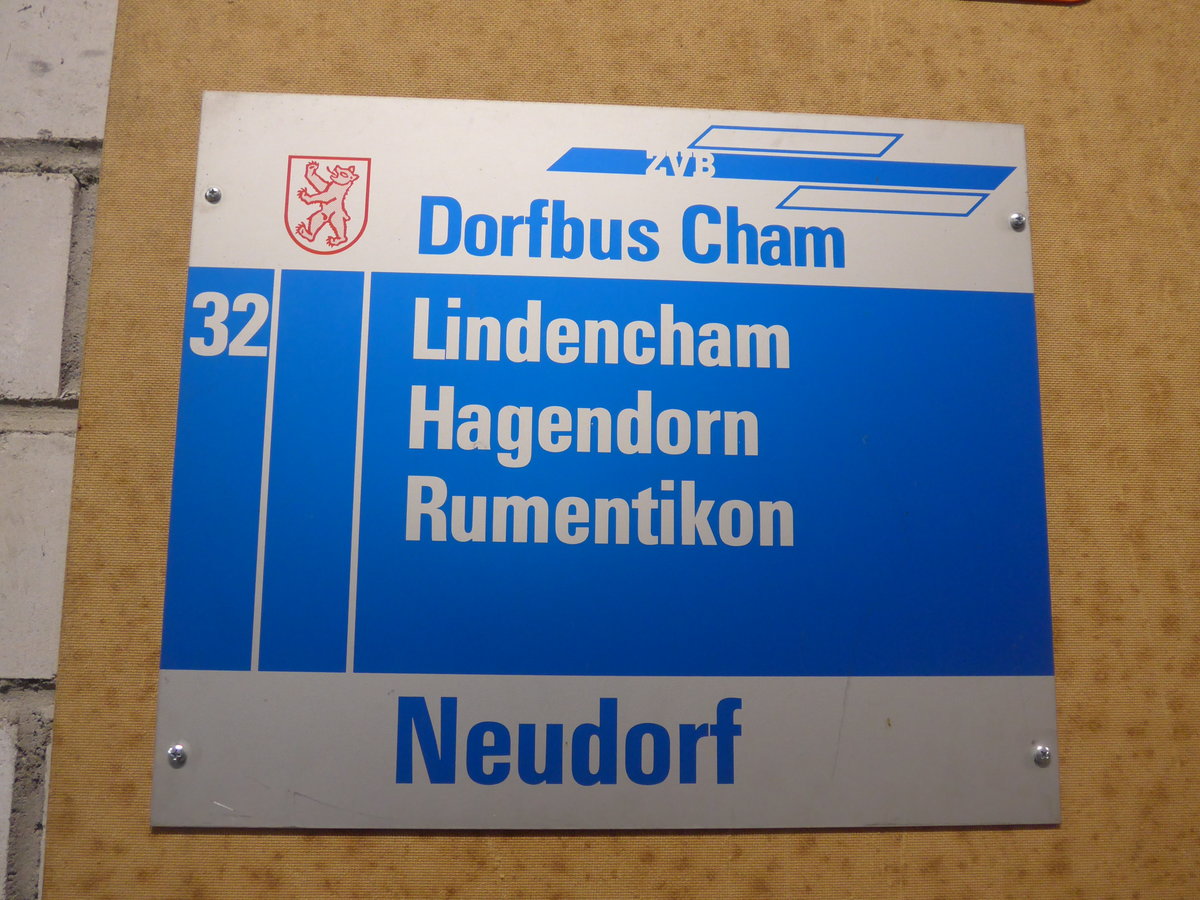 ZVB
Dorfbus Cham
32
Lindencham
Hagendorn
Rumentikon
Neudorf